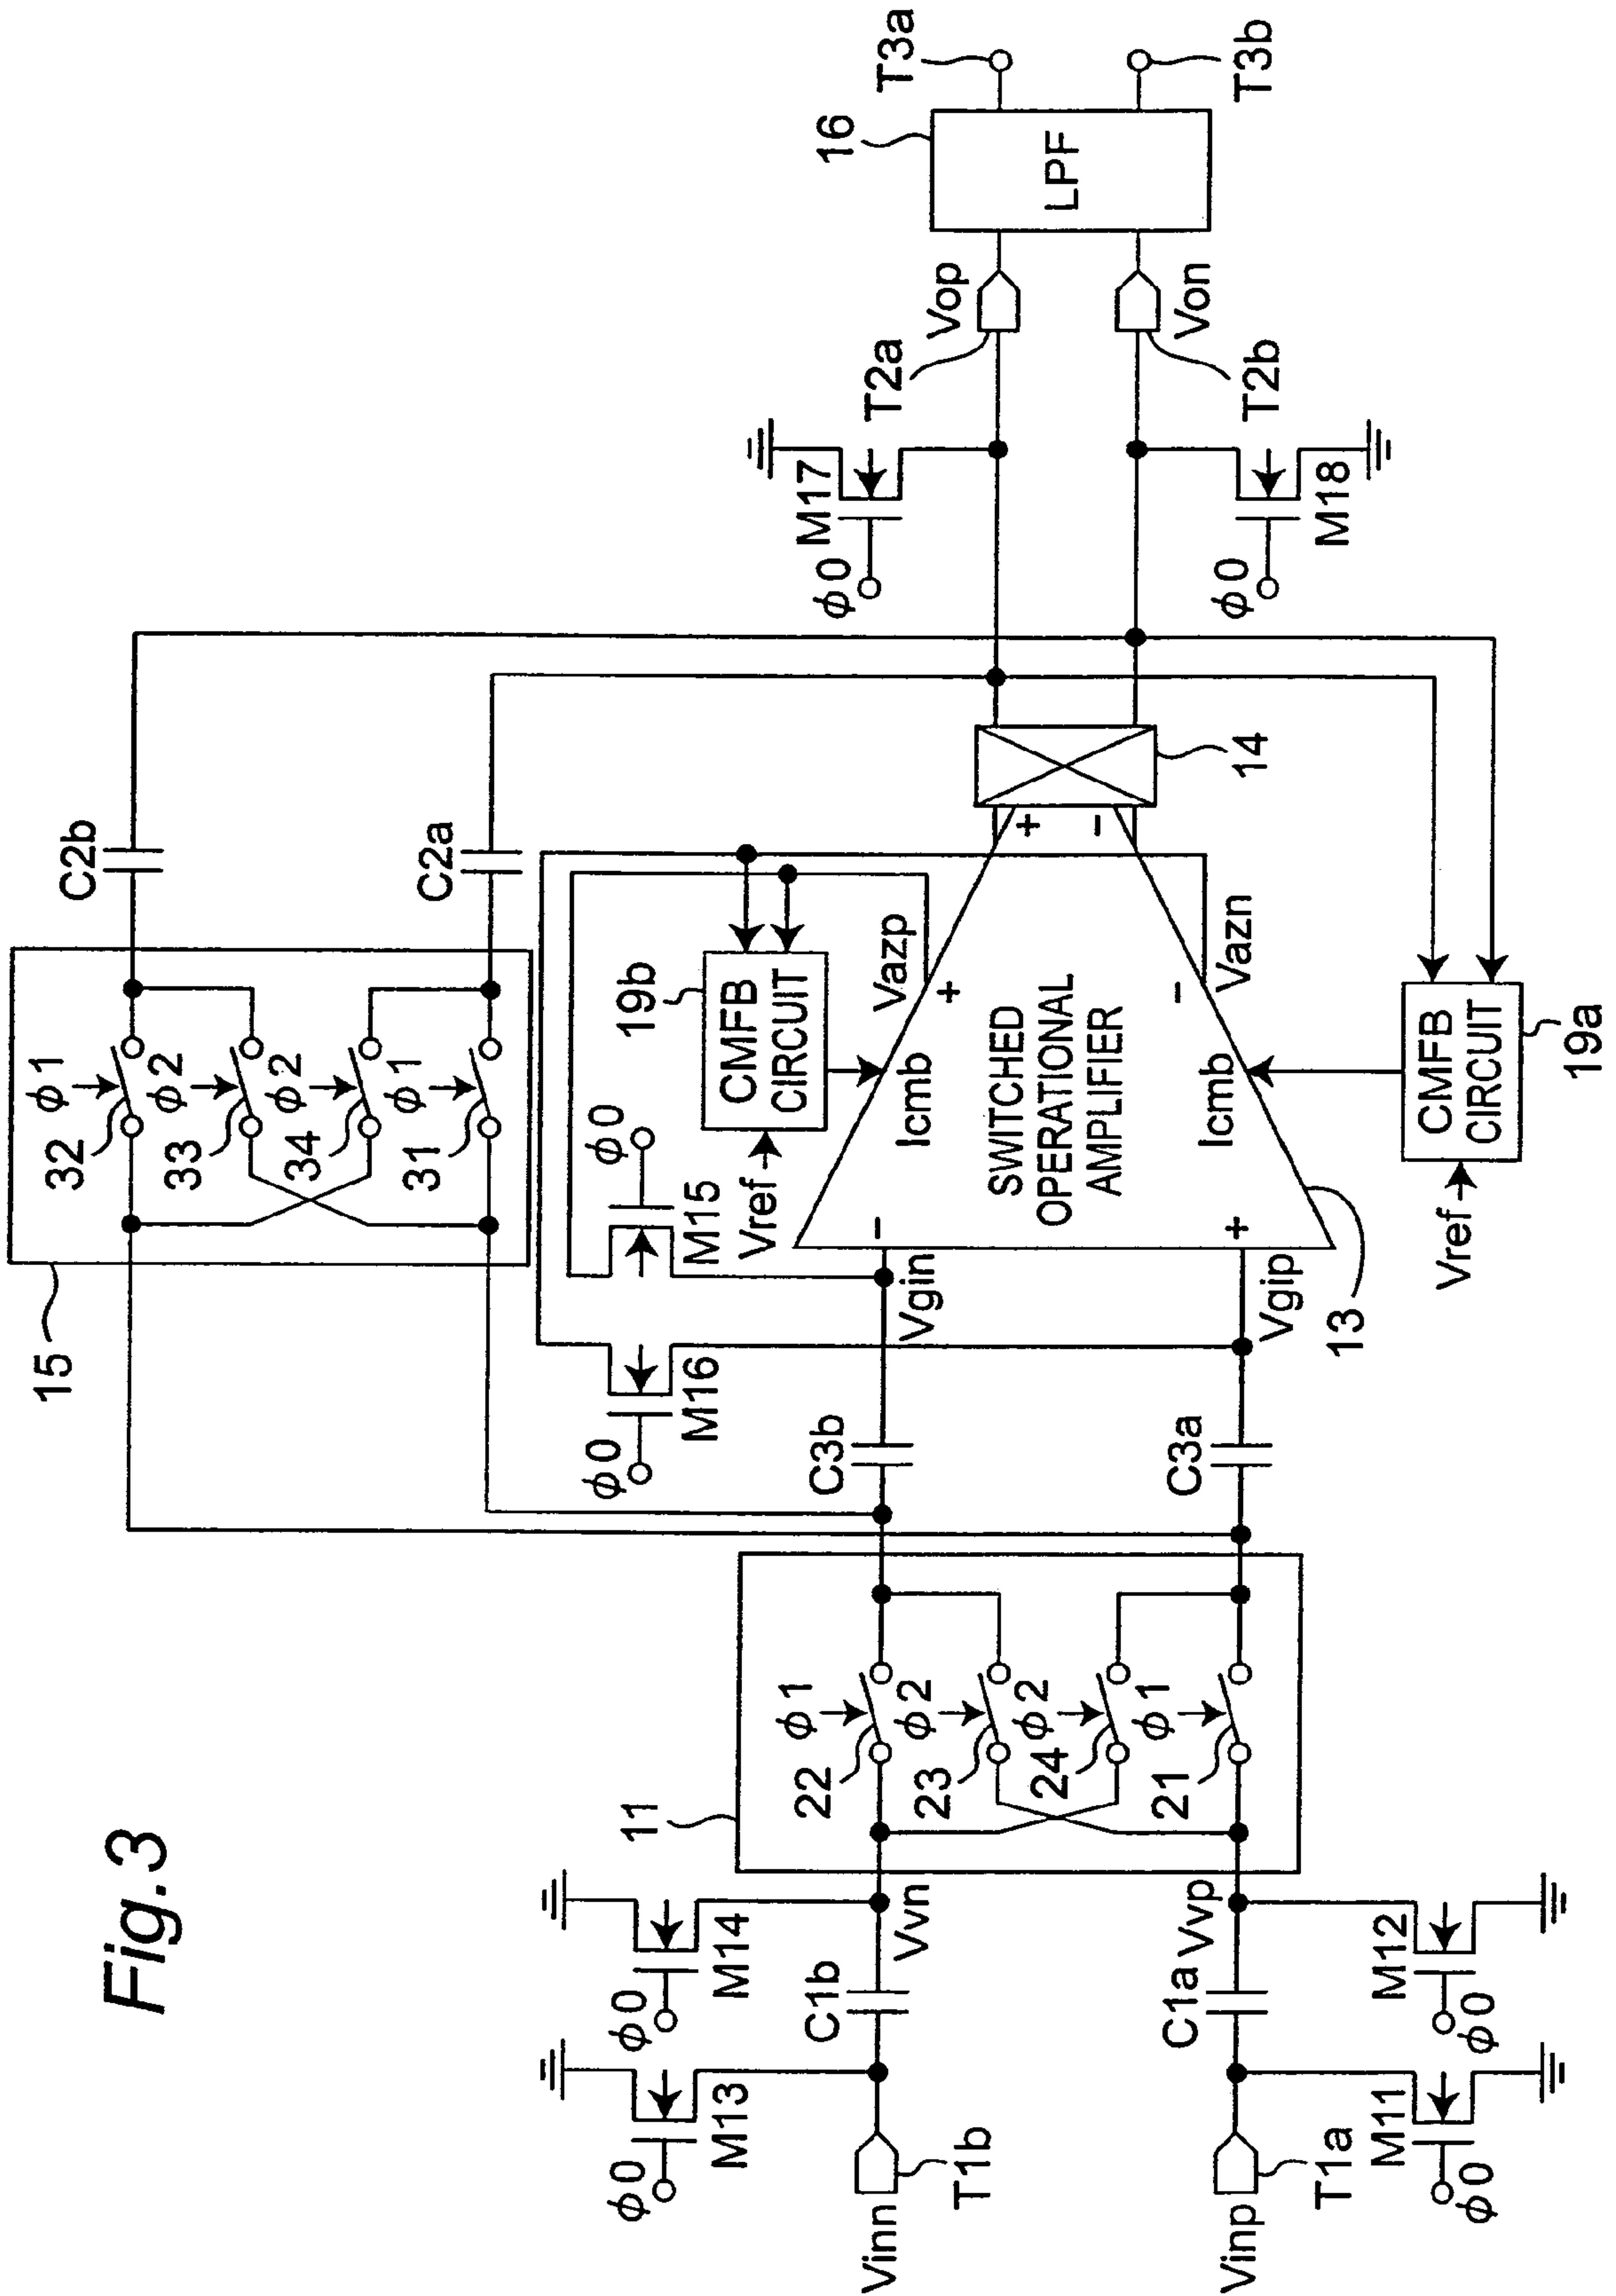 Fig.3
15
ϕ1
32
ϕ2
33
ϕ2
34
ϕ1
31
C2b
C2a
ϕ0
M16
ϕ0
M15
19b
CMFB
CIRCUIT
Vref
Vazp
+
Icmb
-
Vgin
SWITCHED
OPERATIONAL
AMPLIFIER
+
Vgip
Icmb
-
Vazn
+
-
13
14
CMFB
CIRCUIT
19a
Vref
ϕ0
M13
ϕ0
M14
Vinn
T1b
C1b
Vvn
11
ϕ1
22
ϕ2
23
ϕ2
24
ϕ1
21
C3b
C3a
Vinp
T1a
C1a
Vvp
M11
ϕ0
M12
ϕ0
ϕ0
M17
ϕ0
M18
T2a
Vop
T2b
Von
16
LPF
T3a
T3b